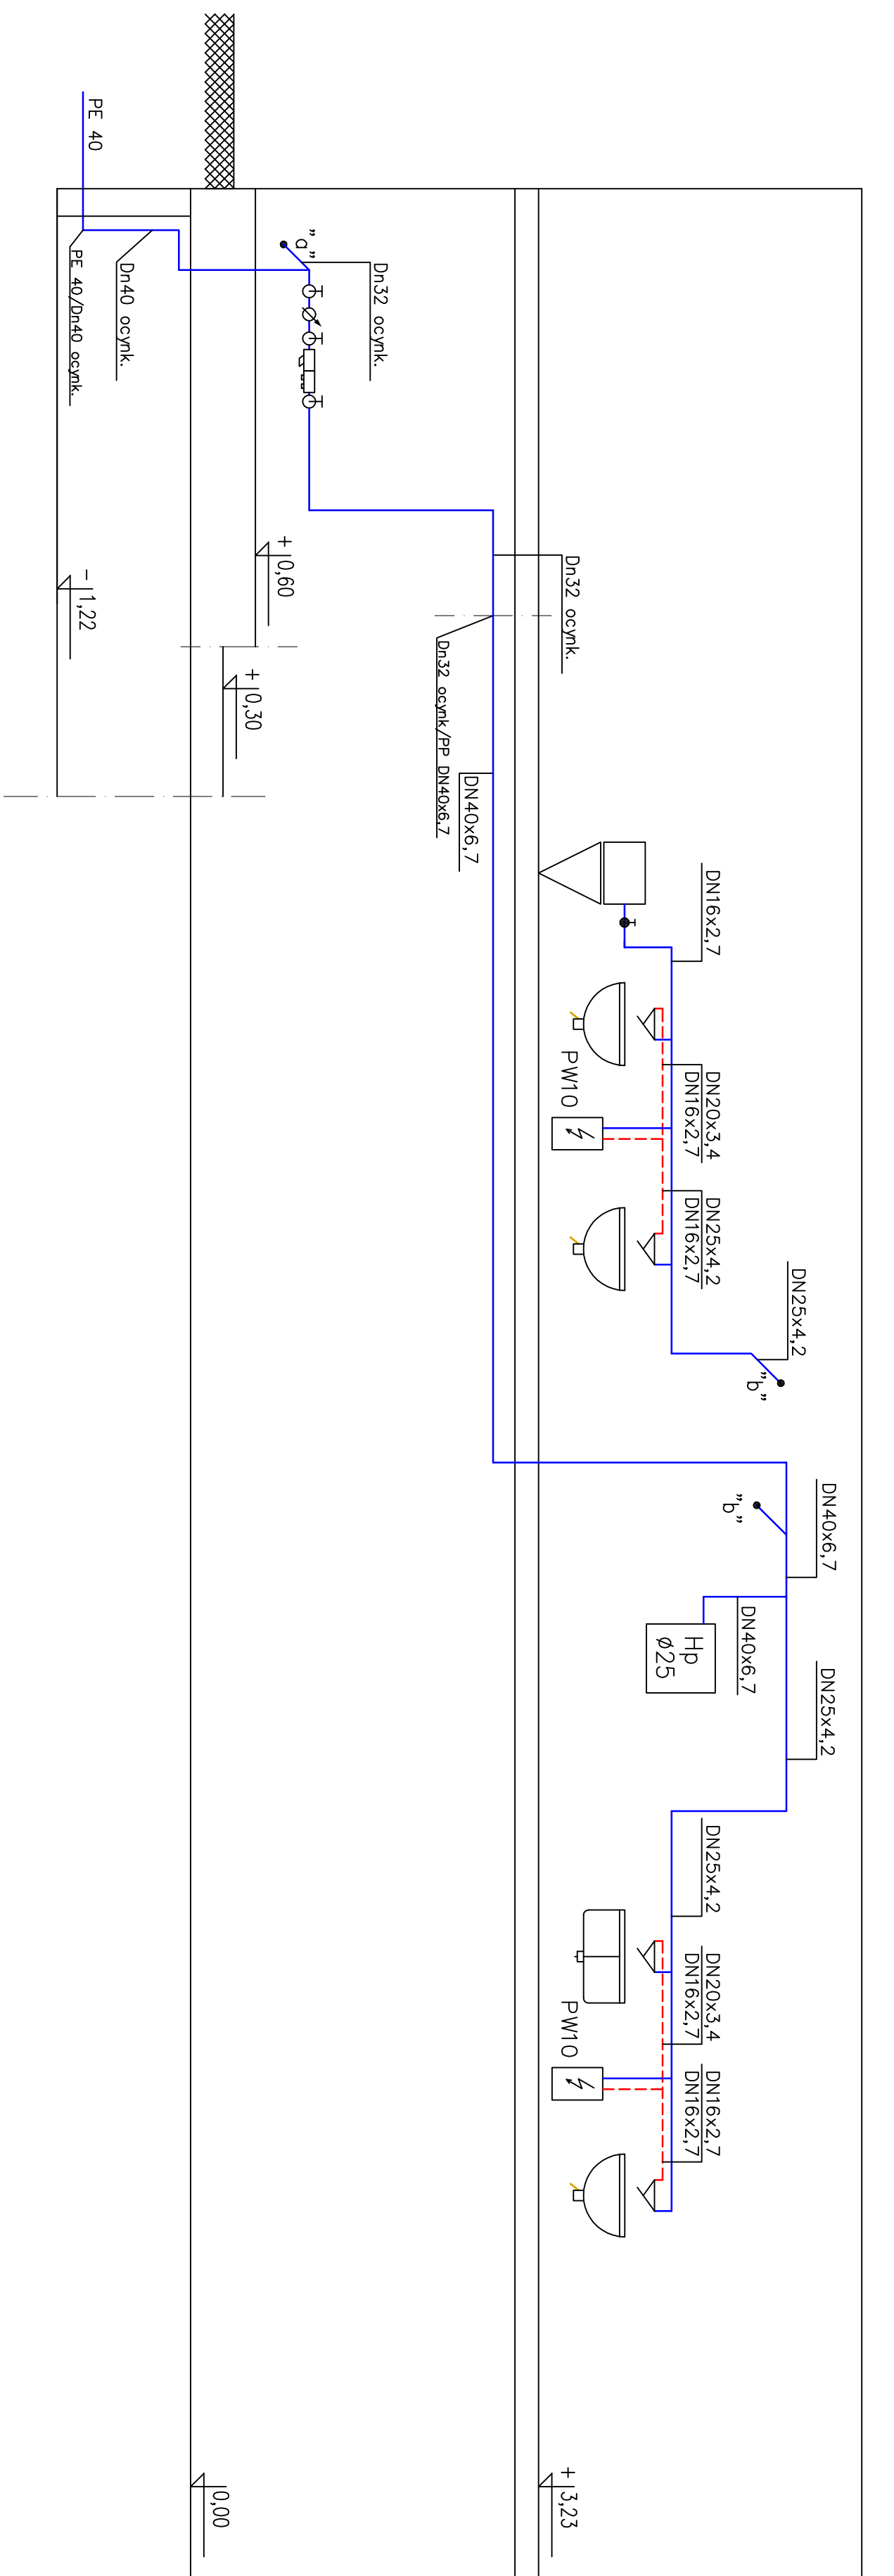 PE 40
PE 40/Dn40 ocynk.
Dn40 ocynk.
"a"
Dn32 ocynk.
+ 0,60
- 1,22
+ 0,30
Dn32 ocynk.
Dn32 ocynk/PP DN40x6,7
DN40x6,7
DN16x2,7
PW10
DN20x3,4
DN16x2,7
DN25x4,2
DN16x2,7
DN25x4,2
"b"
"b"
DN40x6,7
DN40x6,7
Hp
ø25
DN25x4,2
DN25x4,2
PW10
DN20x3,4
DN16x2,7
DN16x2,7
DN16x2,7
+ 3,23
0,00